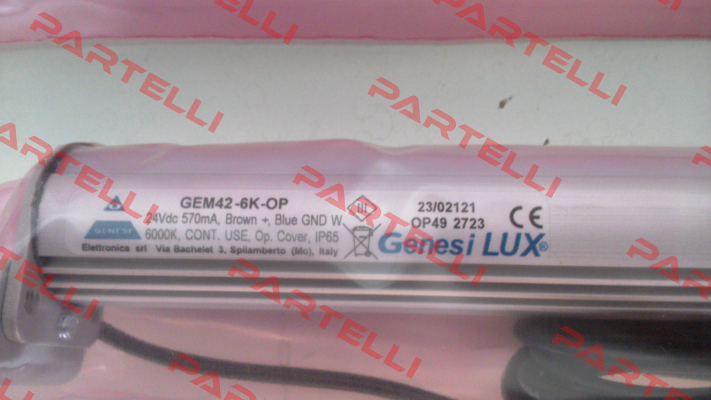 PARTELLI
PARTELLI
PARTELLI
PARTELLI
PARTELLI
PARTELLI
PARTELLI
PARTELLI
GEM42-6K-OP
24Vdc 570mA, Brown +, Blue GND W
6000K, CONT. USE, Op. Cover, IP65
GENESI
Elettronica srl Via Bachelet 3, Spilamberto (Mo), Italy
III
23/02121
OP49 2723
CE
Genesi LUX®